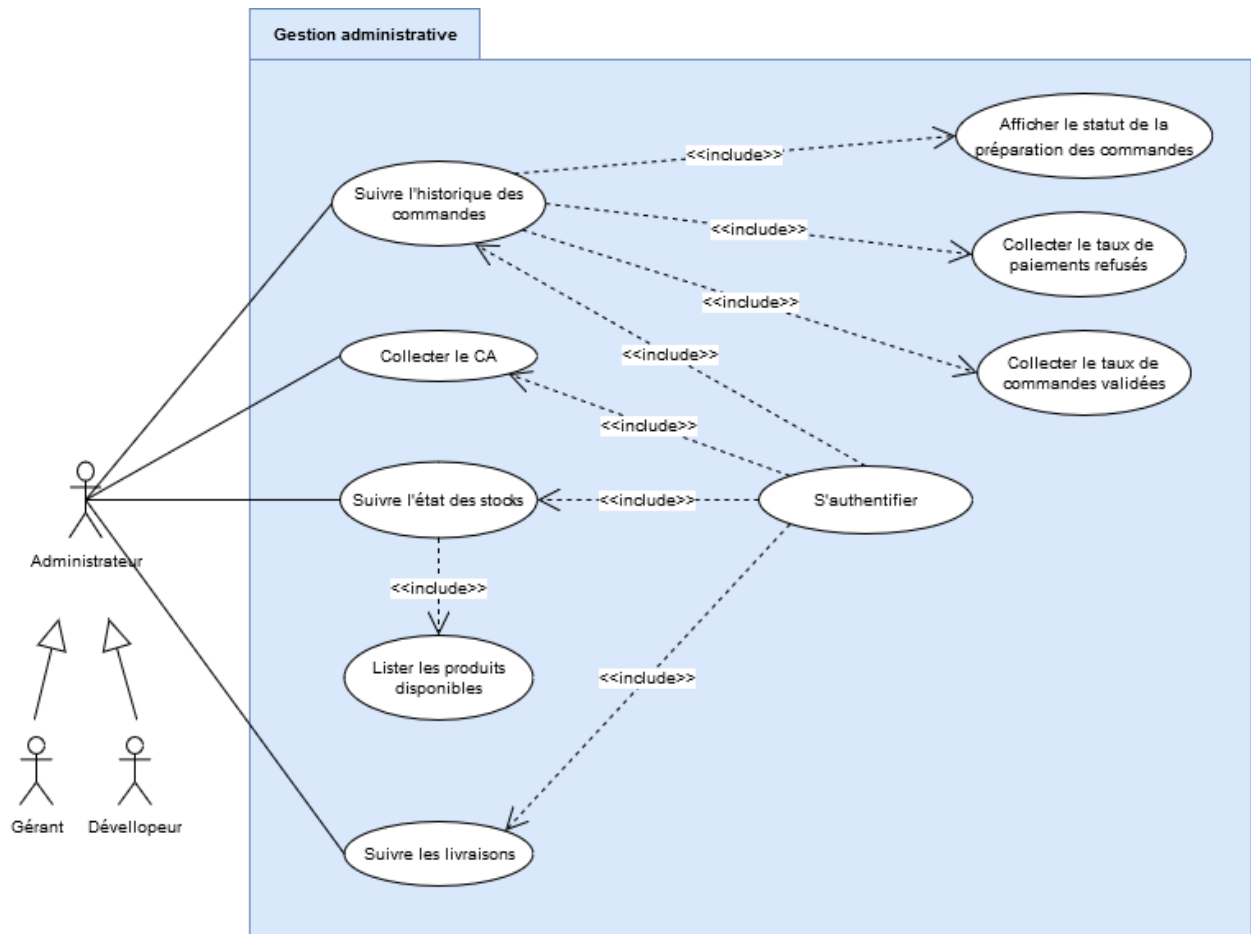 Gestion administrative
Afficher le statut de la
préparation des commandes
<<include>>
Suivre l'historique des
commandes
<<include>>
Collecter le taux de
paiements refusés
<<include>>
<<include>>
Collecter le CA
Collecter le taux de
commandes validées
<<include>>
Suivre l'état des stocks
<<include>>
S'authentifier
Administrateur
<<include>>
Lister les produits
disponibles
<<include>>
Gérant
Dévellopeur
Suivre les livraisons